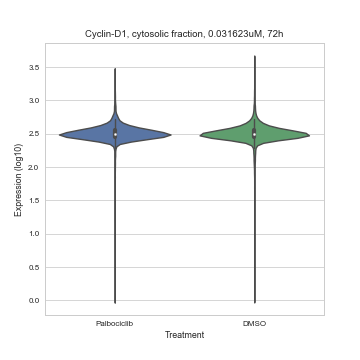 Cyclin-D1, cytosolic fraction, 0.031623uM, 72h
3.5
3.0
2.5
2.0
1.5
1.0
0.5
0.0
Expression (log10)
Palbociclib
DMSO
Treatment